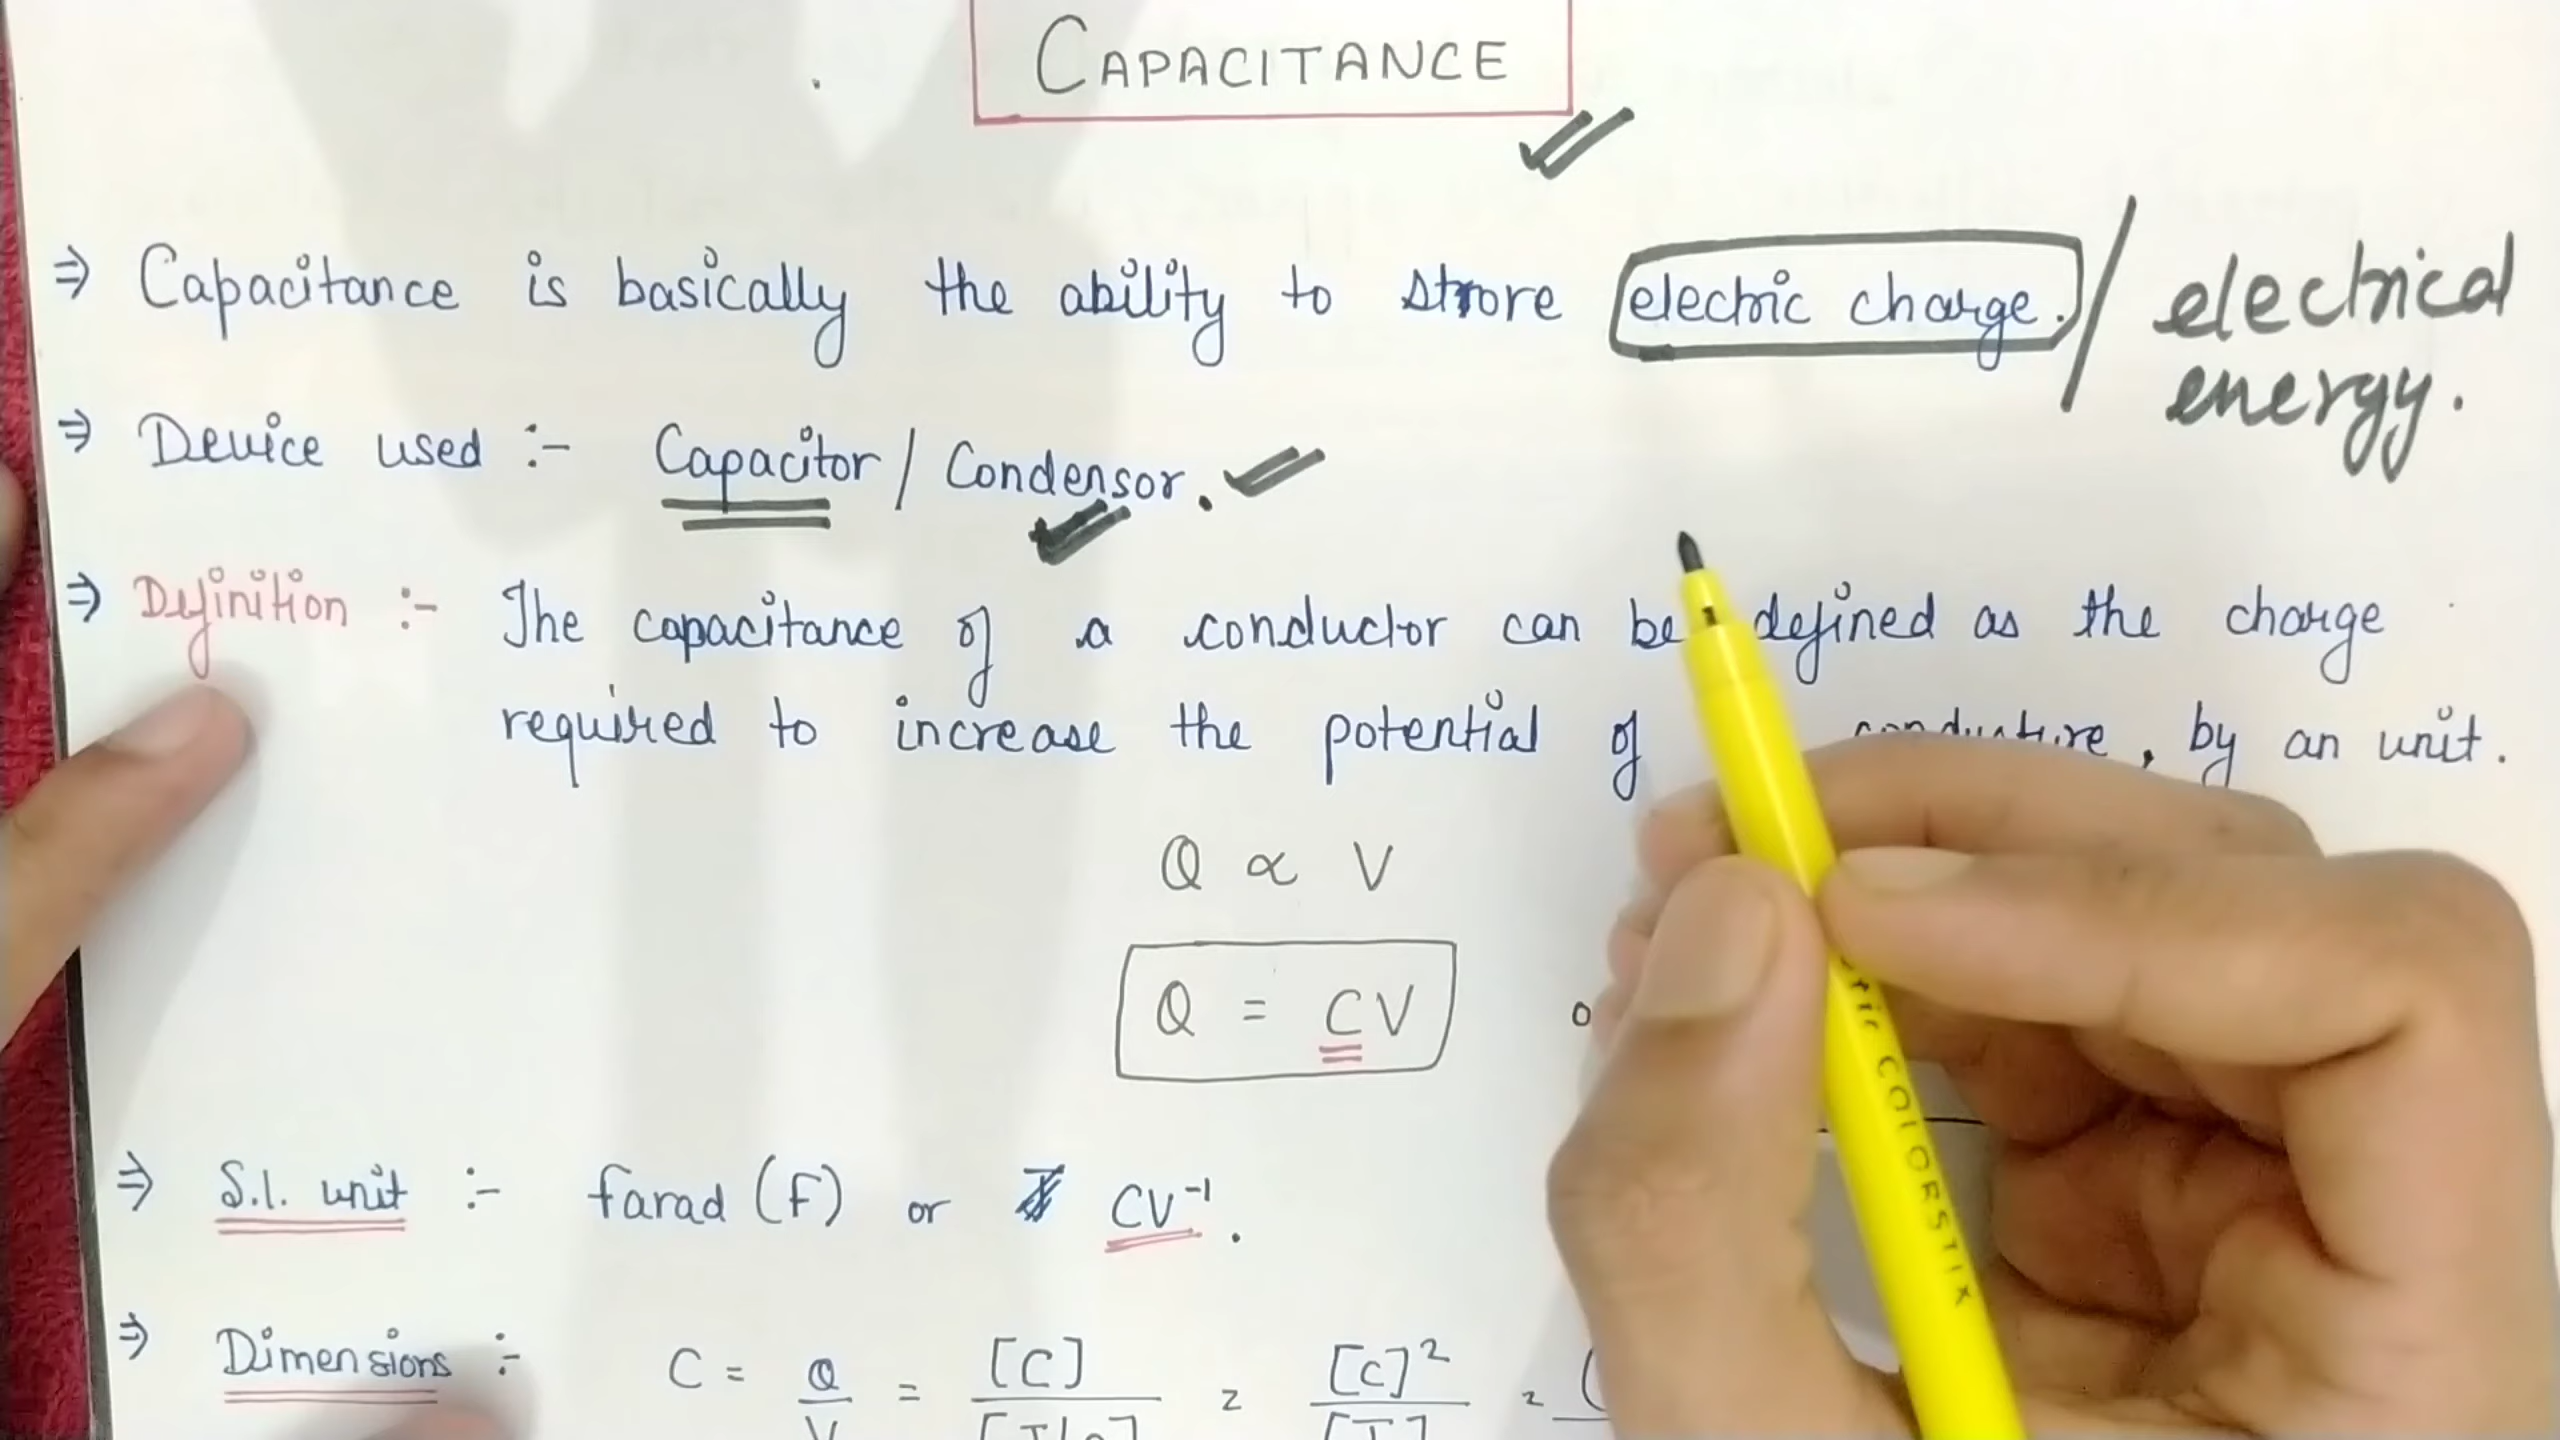 CAPACITANCE
⇒ Capacitance is basically the ability to strore electric charge. / electrical
energy.
⇒ Device used :- Capacitor / Condensor.
⇒ Definition :- The capacitance of a conductor can be defined as the charge
required to increase the potential of conducture, by an unit.
Q ∝ V
Q = CV
⇒ S.I. unit :- farad (F) or CV⁻¹.
⇒ Dimensions :- C = Q/V = [C]/[J/C] = [C]²/[J] =
COLORSTIX